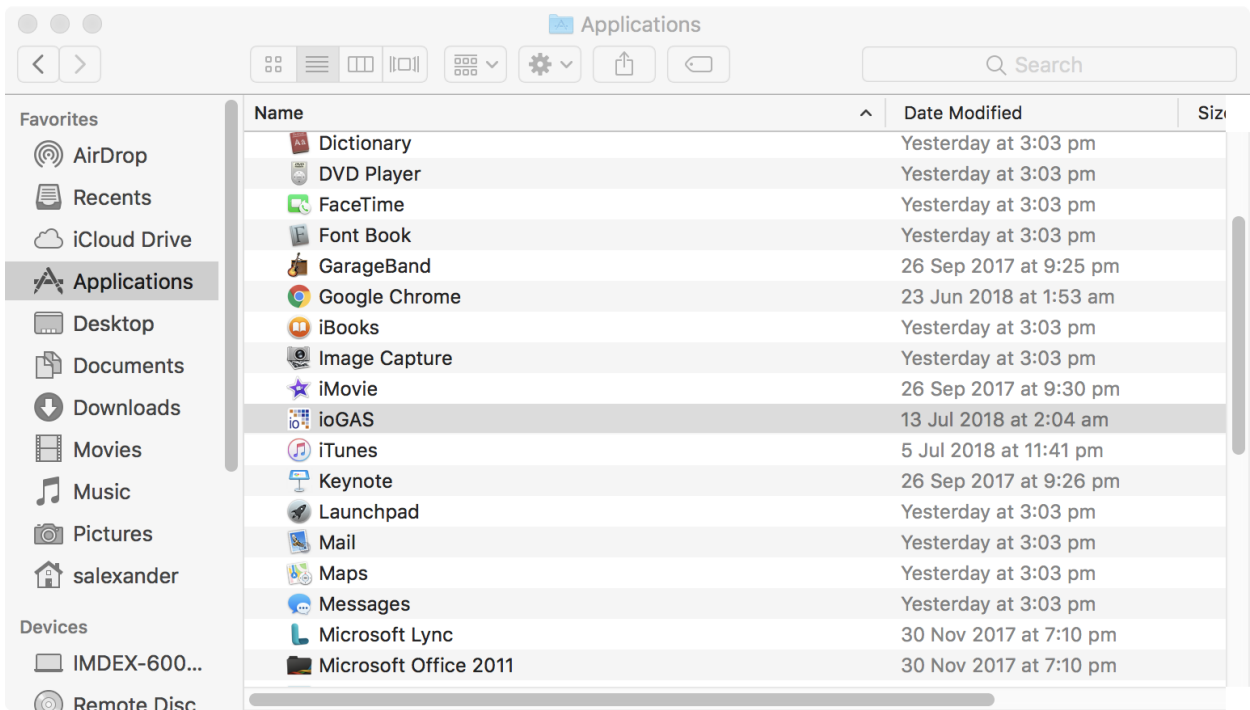 Applications
Search
Favorites
AirDrop
Recents
iCloud Drive
Applications
Desktop
Documents
Downloads
Movies
Music
Pictures
salexander
Devices
IMDEX-600...
Remote Disc
Name Date Modified Siz
Dictionary Yesterday at 3:03 pm
DVD Player Yesterday at 3:03 pm
FaceTime Yesterday at 3:03 pm
Font Book Yesterday at 3:03 pm
GarageBand 26 Sep 2017 at 9:25 pm
Google Chrome 23 Jun 2018 at 1:53 am
iBooks Yesterday at 3:03 pm
Image Capture Yesterday at 3:03 pm
iMovie 26 Sep 2017 at 9:30 pm
ioGAS 13 Jul 2018 at 2:04 am
iTunes 5 Jul 2018 at 11:41 pm
Keynote 26 Sep 2017 at 9:26 pm
Launchpad Yesterday at 3:03 pm
Mail Yesterday at 3:03 pm
Maps Yesterday at 3:03 pm
Messages Yesterday at 3:03 pm
Microsoft Lync 30 Nov 2017 at 7:10 pm
Microsoft Office 2011 30 Nov 2017 at 7:10 pm